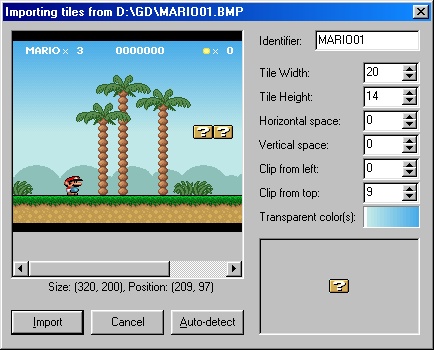 Importing tiles from D:\GD\MARIO01.BMP
MARIO × 3 0000000 × 0
? ?
Size: (320, 200), Position: (209, 97)
Import Cancel Auto-detect
Identifier: MARIO01
Tile Width: 20
Tile Height: 14
Horizontal space: 0
Vertical space: 0
Clip from left: 0
Clip from top: 9
Transparent color(s):
?